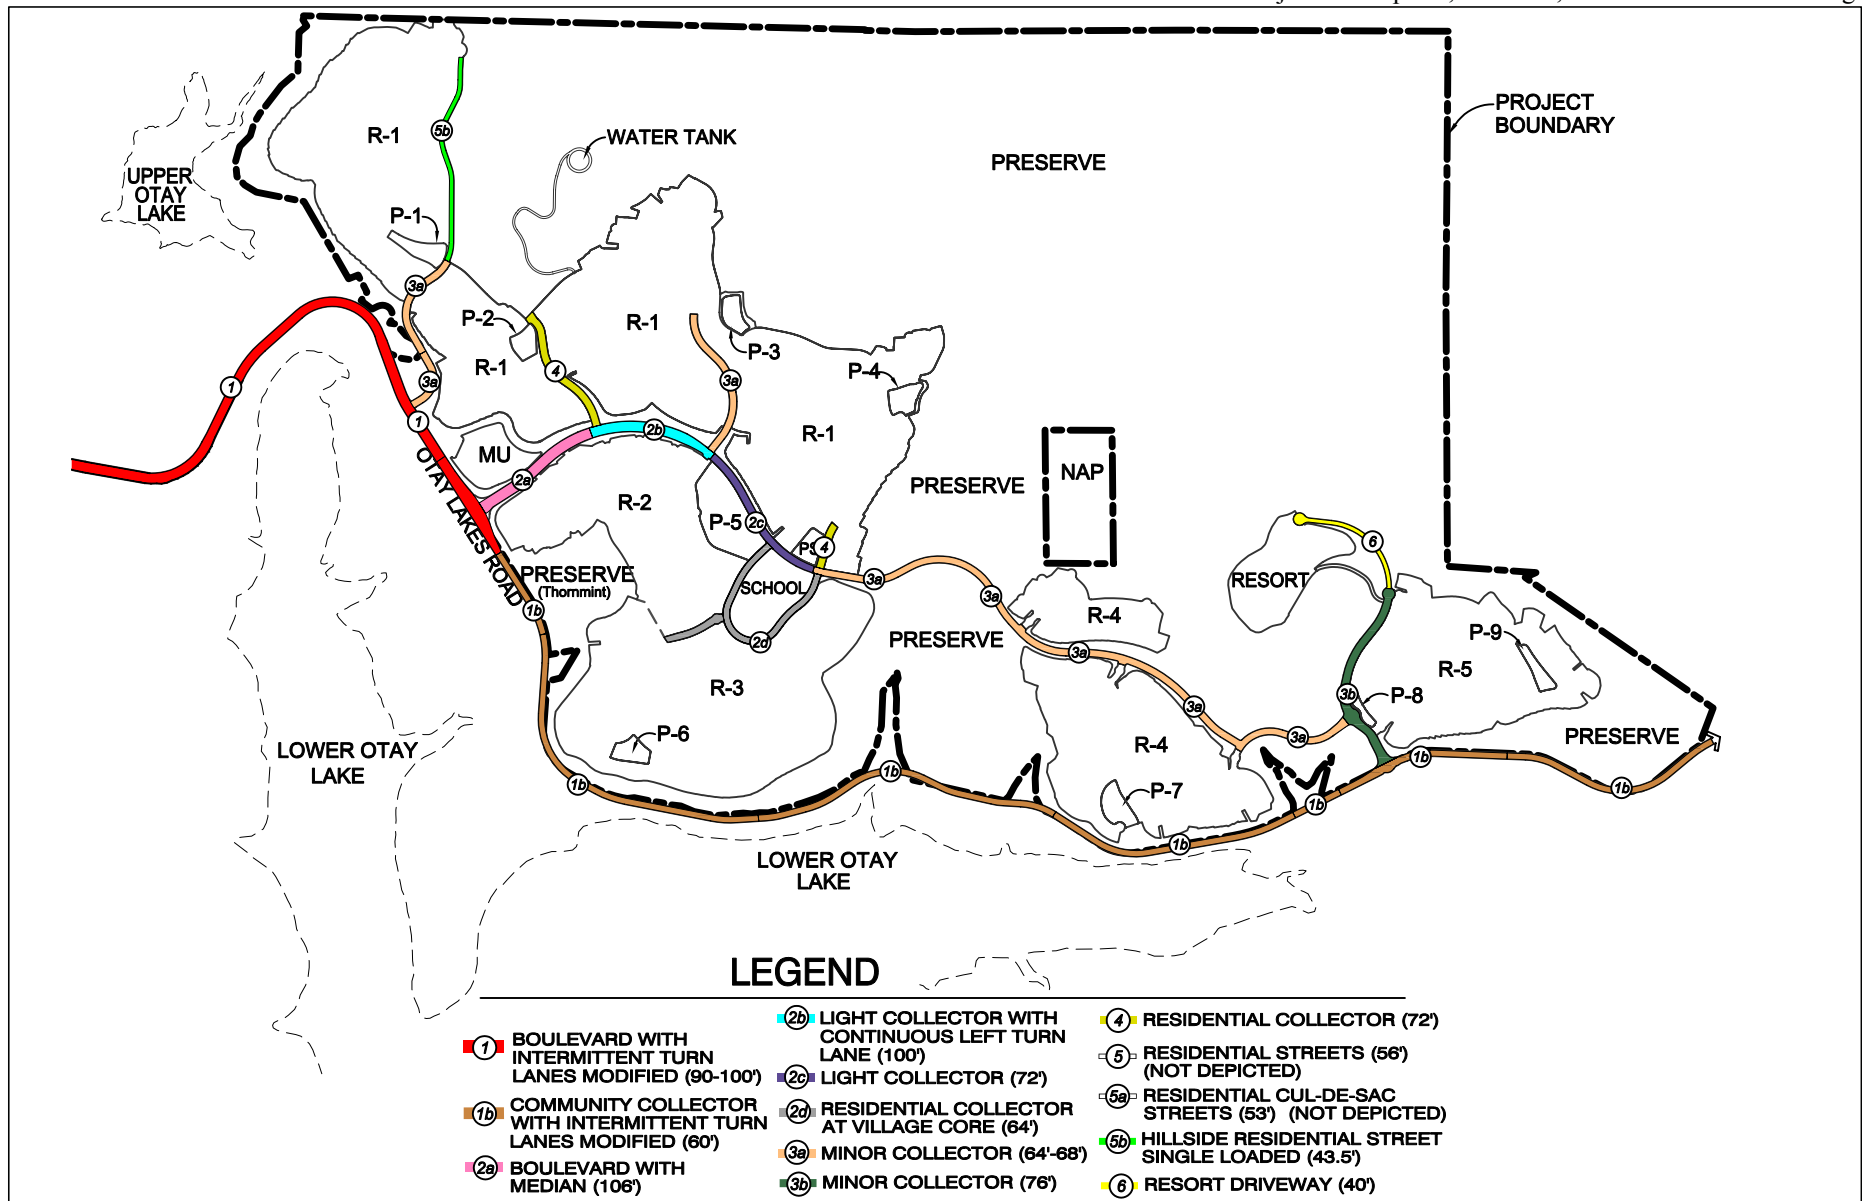 PROJECT
BOUNDARY
R-1
5b
WATER TANK
PRESERVE
UPPER
OTAY
LAKE
P-1
3a
P-2
R-1
R-1
P-3
1
3a
4
3a
P-4
1
2b
R-1
MU
2a
NAP
OTAY LAKES ROAD
R-2
PRESERVE
P-5
2c
6
PRESERVE
(Thornmint)
4
3a
SCHOOL
RESORT
3a
1b
R-4
2d
PRESERVE
3a
P-9
R-5
R-3
3b
P-8
3a
P-6
R-4
3a
PRESERVE
LOWER OTAY
LAKE
1b
1b
1b
P-7
1b
1b
1b
LOWER OTAY
LAKE
LEGEND
1 BOULEVARD WITH
INTERMITTENT TURN
LANES MODIFIED (90-100')
1b COMMUNITY COLLECTOR
WITH INTERMITTENT TURN
LANES MODIFIED (60')
2a BOULEVARD WITH
MEDIAN (106')
2b LIGHT COLLECTOR WITH
CONTINUOUS LEFT TURN
LANE (100')
2c LIGHT COLLECTOR (72')
2d RESIDENTIAL COLLECTOR
AT VILLAGE CORE (64')
3a MINOR COLLECTOR (64'-68')
3b MINOR COLLECTOR (76')
4 RESIDENTIAL COLLECTOR (72')
5 RESIDENTIAL STREETS (56')
(NOT DEPICTED)
5a RESIDENTIAL CUL-DE-SAC
STREETS (53') (NOT DEPICTED)
5b HILLSIDE RESIDENTIAL STREET
SINGLE LOADED (43.5')
6 RESORT DRIVEWAY (40')